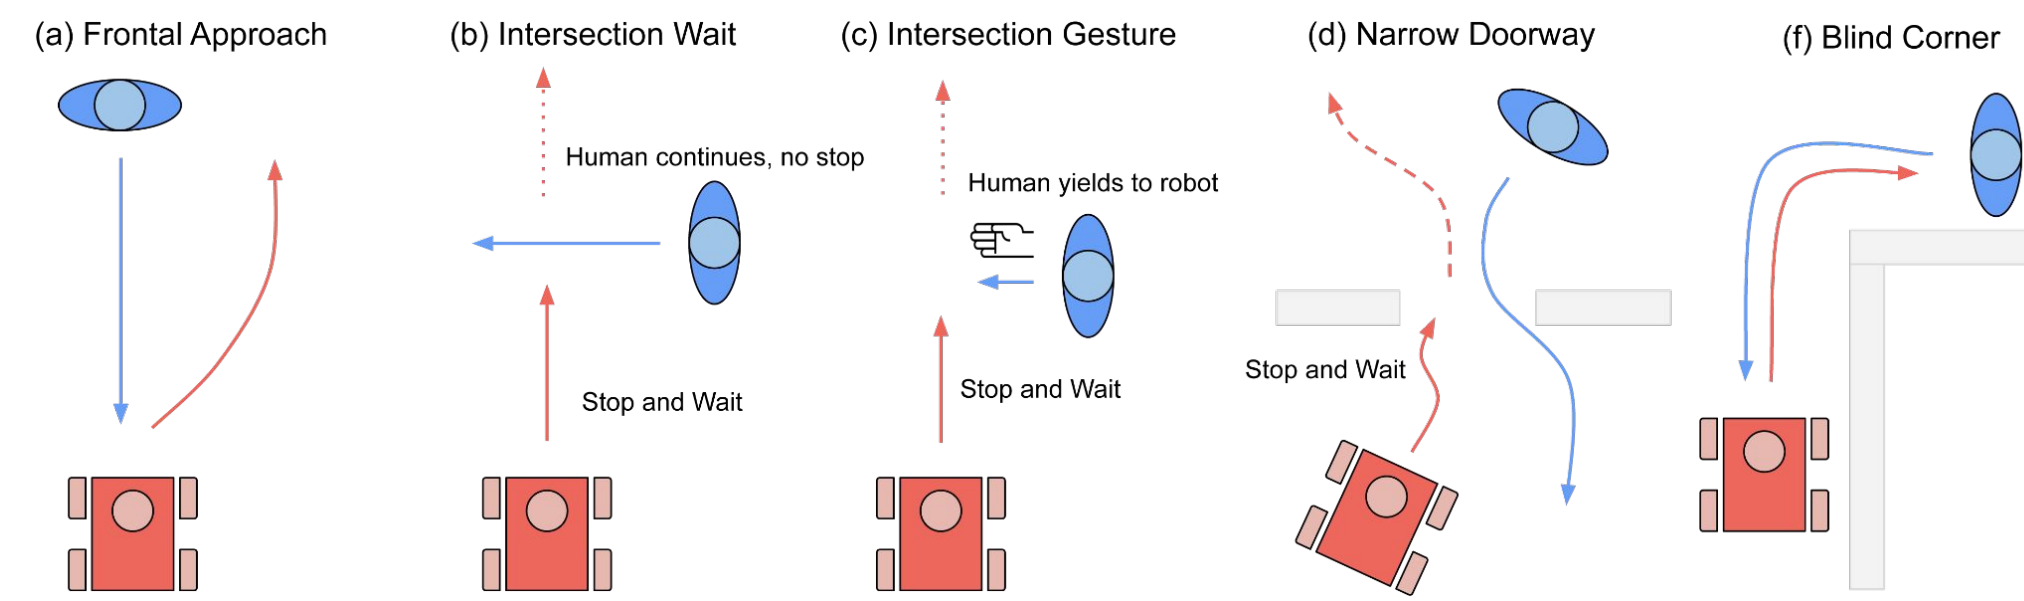 (a) Frontal Approach
(b) Intersection Wait
(c) Intersection Gesture
(d) Narrow Doorway
(f) Blind Corner
Human continues, no stop
Human yields to robot
Stop and Wait
Stop and Wait
Stop and Wait